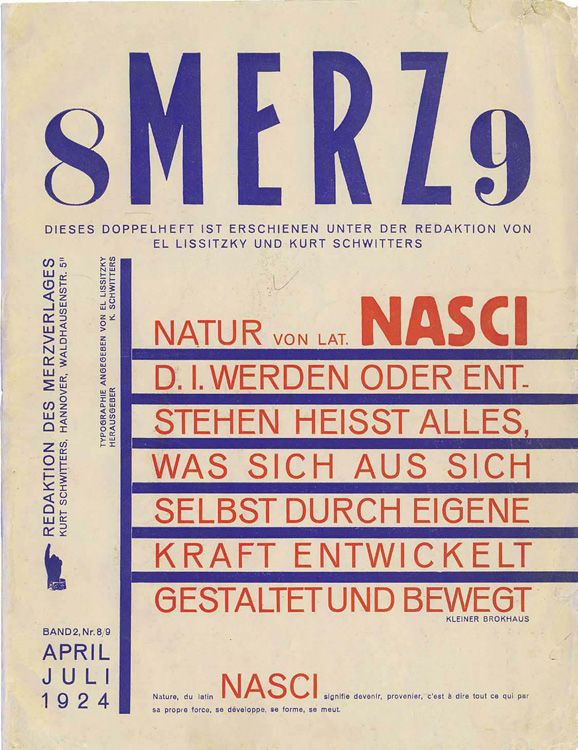 8 MERZ 9
DIESES DOPPELHEFT IST ERSCHIENEN UNTER DER REDAKTION VON
EL LISSITZKY UND KURT SCHWITTERS
REDAKTION DES MERZVERLAGES
KURT SCHWITTERS, HANNOVER, WALDHAUSENSTR. 5II
TYPOGRAPHIE ANGEGEBEN VON EL LISSITZKY
HERAUSGEBER K. SCHWITTERS
NATUR VON LAT. NASCI
D. I. WERDEN ODER ENT-
STEHEN HEISST ALLES,
WAS SICH AUS SICH
SELBST DURCH EIGENE
KRAFT ENTWICKELT
GESTALTET UND BEWEGT
KLEINER BROKHAUS
BAND 2, Nr. 8/9
APRIL
JULI
1924
Nature, du latin NASCI signifie devenir, provenier, c'est à dire tout ce qui par
sa propre force, se développe, se forme, se meut.